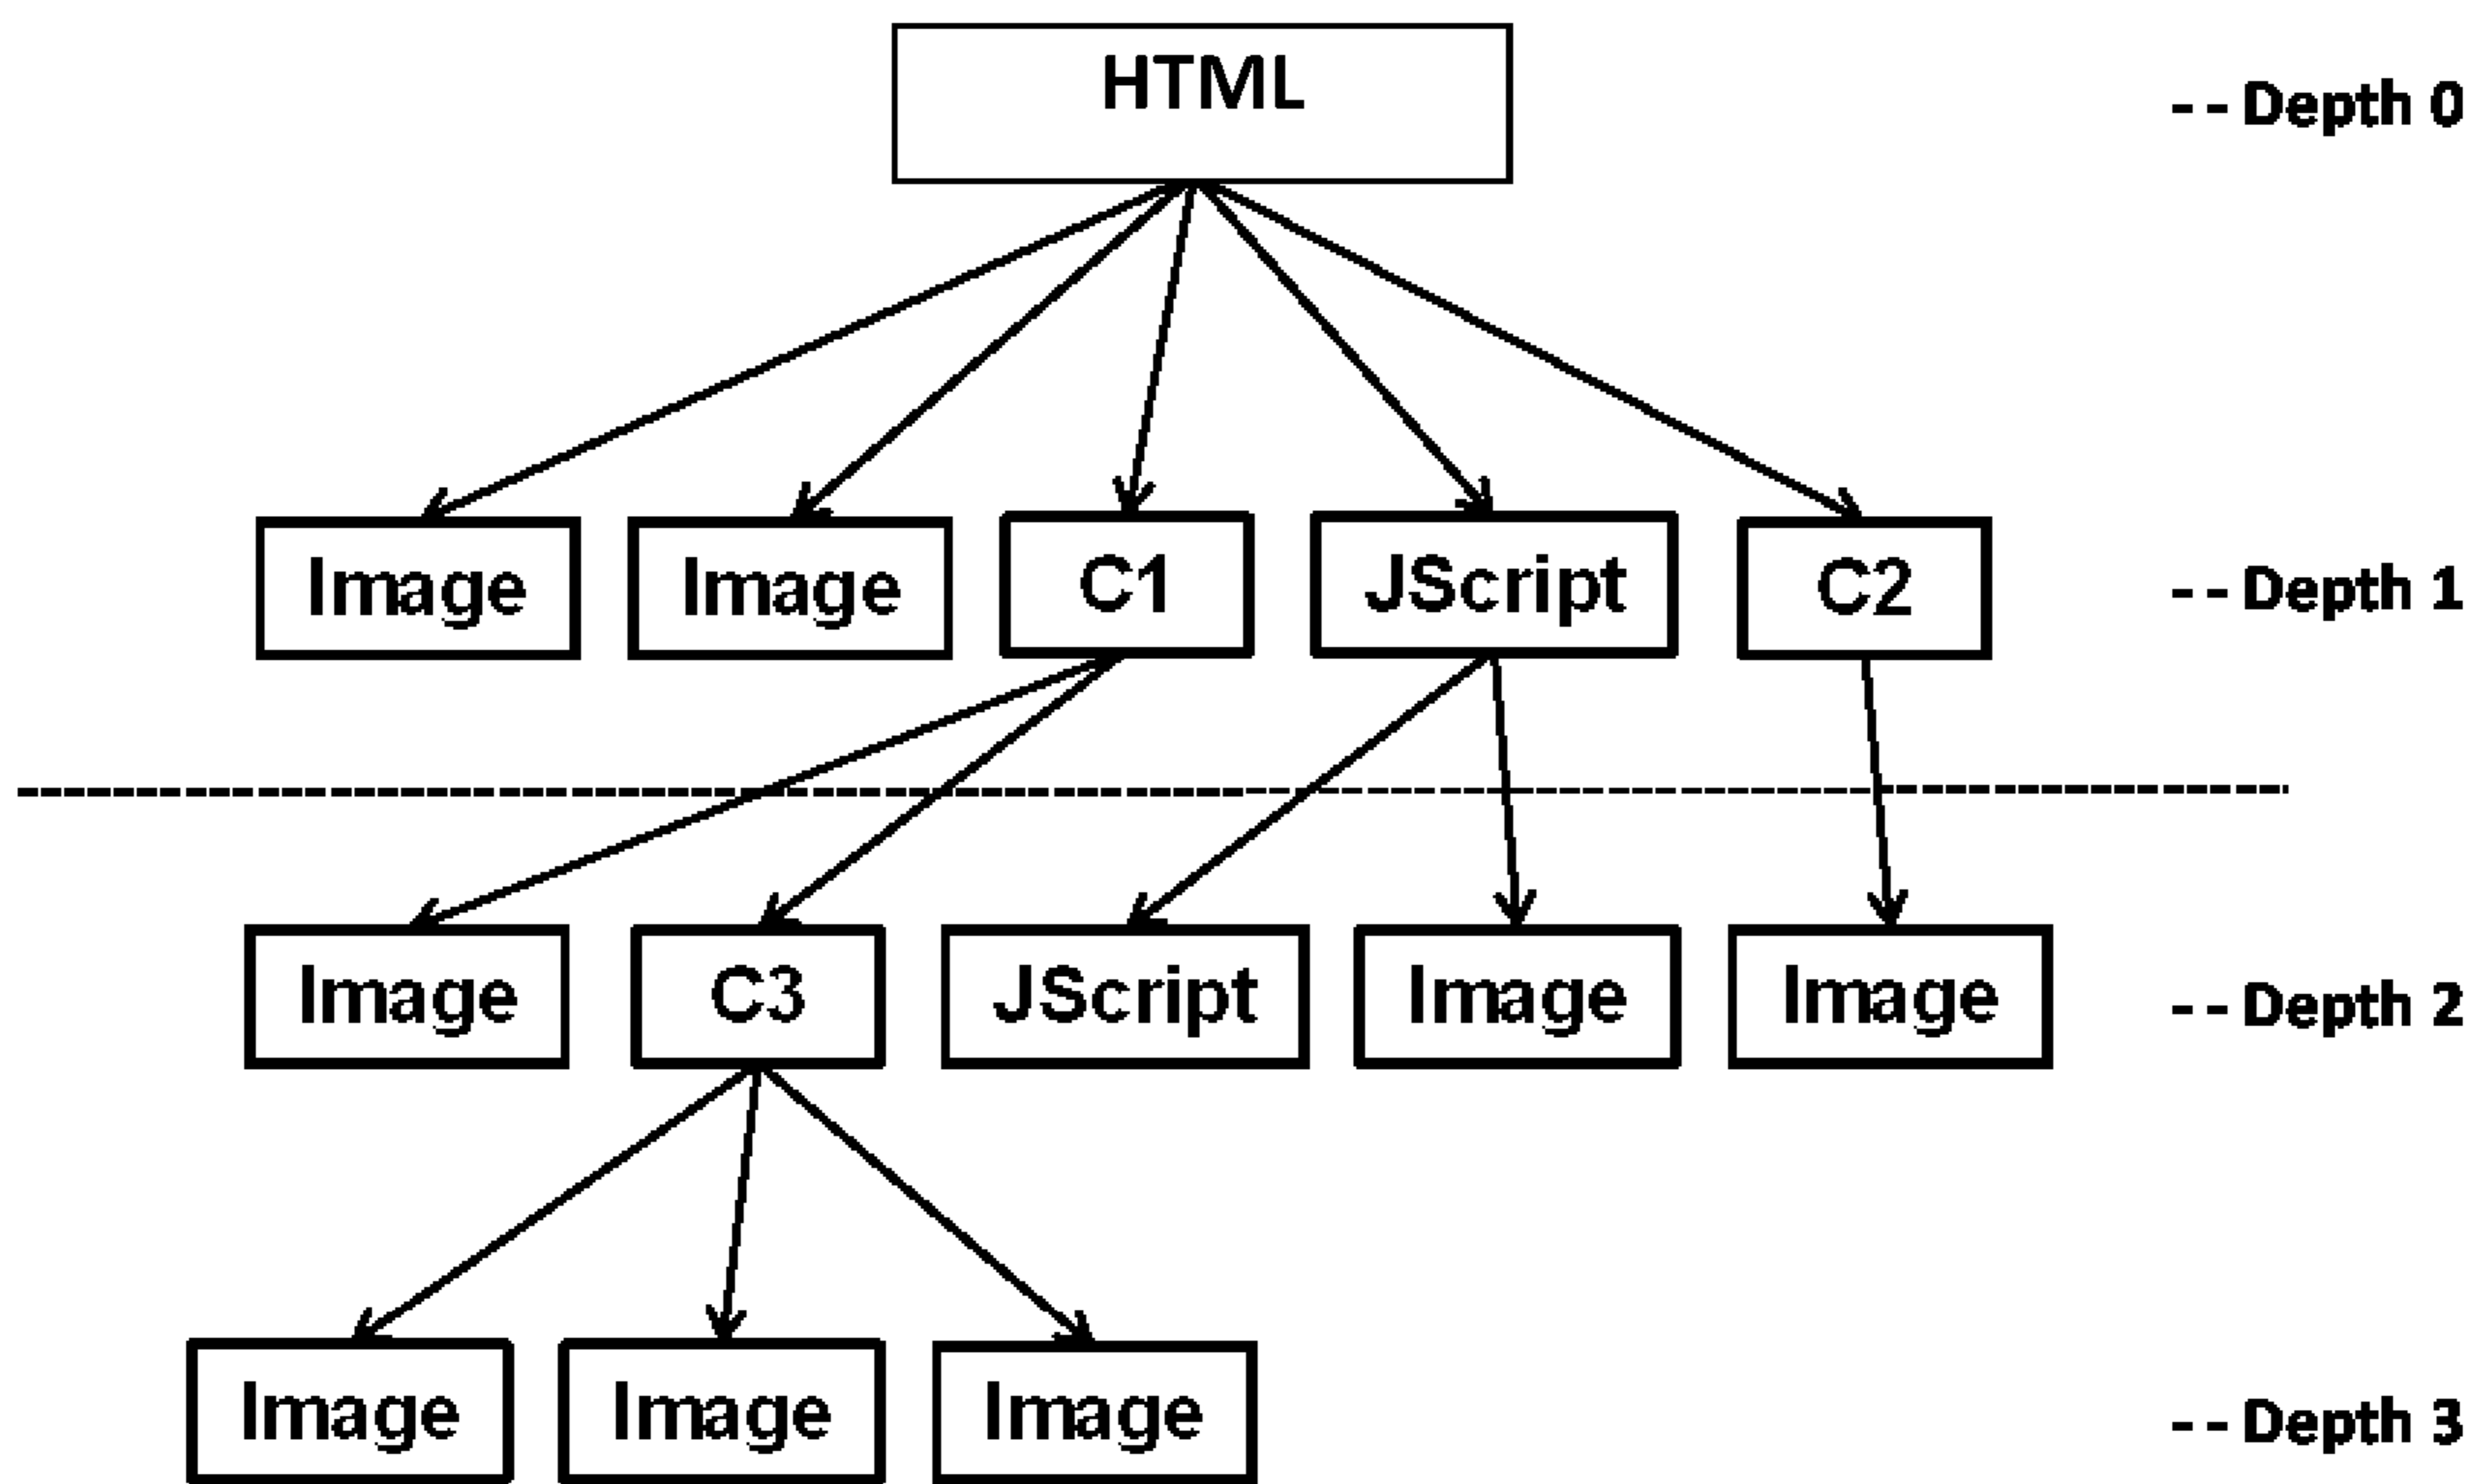 HTML
-- Depth 0
Image Image C1 JScript C2
-- Depth 1
Image C3 JScript Image Image
-- Depth 2
Image Image Image
-- Depth 3